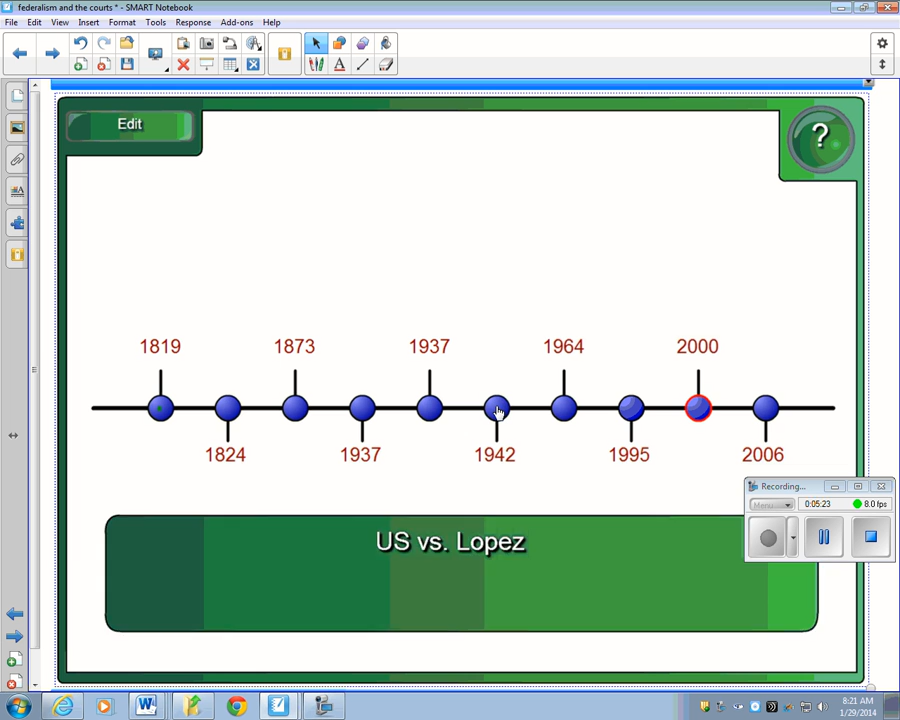 federalism and the courts * - SMART Notebook
File Edit View Insert Format Tools Response Add-ons Help
Edit
?
1819 1873 1937 1964 2000
1824 1937 1942 1995 2006
US vs. Lopez
Recording...
Menu 0:05:23 8.0 fps
8:21 AM
1/29/2014